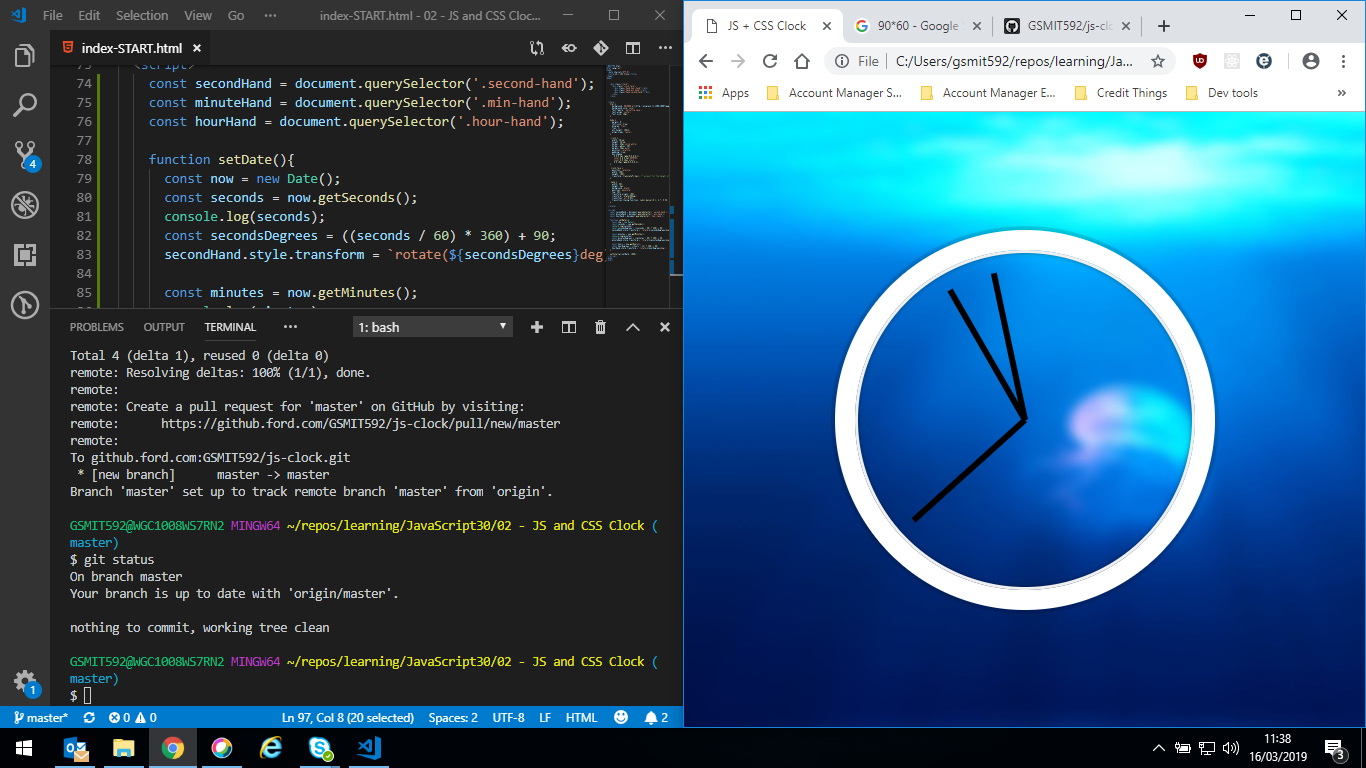 File Edit Selection View Go ··· index-START.html - 02 - JS and CSS Cloc...
index-START.html
<script>
74 const secondHand = document.querySelector('.second-hand');
75 const minuteHand = document.querySelector('.min-hand');
76 const hourHand = document.querySelector('.hour-hand');
77
78 function setDate(){
79 const now = new Date();
80 const seconds = now.getSeconds();
81 console.log(seconds);
82 const secondsDegrees = ((seconds / 60) * 360) + 90;
83 secondHand.style.transform = `rotate(${secondsDegrees}deg
84
85 const minutes = now.getMinutes();
PROBLEMS OUTPUT TERMINAL ··· 1: bash
Total 4 (delta 1), reused 0 (delta 0)
remote: Resolving deltas: 100% (1/1), done.
remote:
remote: Create a pull request for 'master' on GitHub by visiting:
remote: https://github.ford.com/GSMIT592/js-clock/pull/new/master
remote:
To github.ford.com:GSMIT592/js-clock.git
* [new branch] master -> master
Branch 'master' set up to track remote branch 'master' from 'origin'.
GSMIT592@WGC1008WS7RN2 MINGW64 ~/repos/learning/JavaScript30/02 - JS and CSS Clock (
master)
$ git status
On branch master
Your branch is up to date with 'origin/master'.
nothing to commit, working tree clean
GSMIT592@WGC1008WS7RN2 MINGW64 ~/repos/learning/JavaScript30/02 - JS and CSS Clock (
master)
$
4
1
master* 0 0 Ln 97, Col 8 (20 selected) Spaces: 2 UTF-8 LF HTML 2
JS + CSS Clock 90*60 - Google S GSMIT592/js-clo
File C:/Users/gsmit592/repos/learning/Ja...
Apps Account Manager S... Account Manager E... Credit Things Dev tools »
11:38
16/03/2019
3